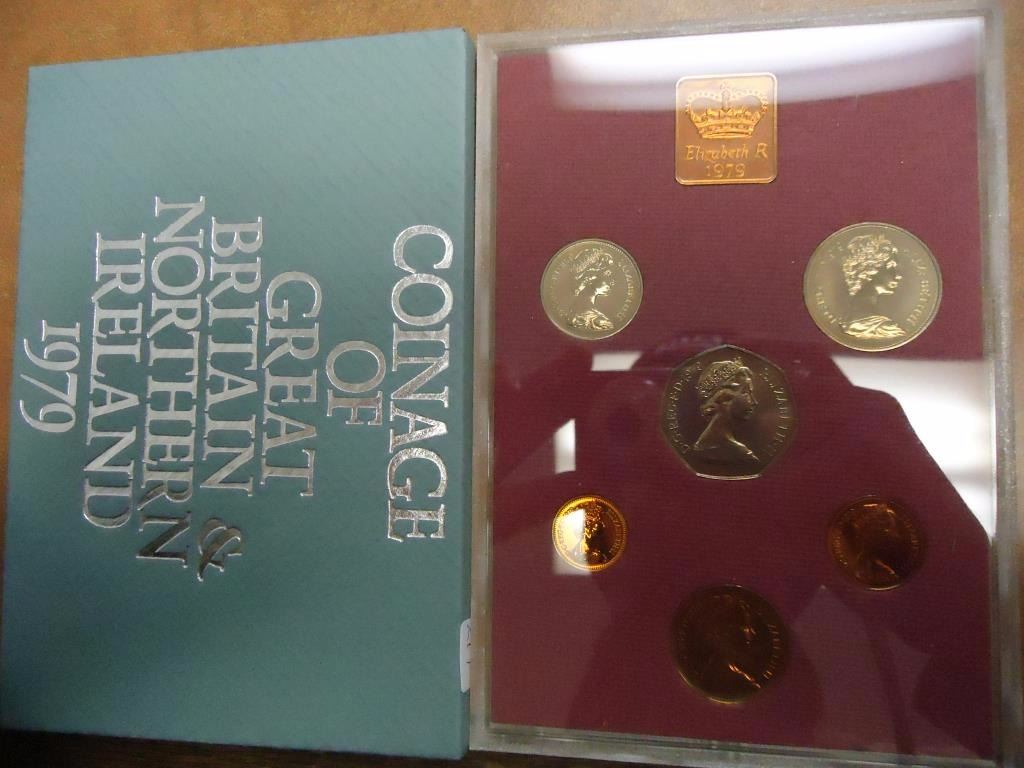 COINAGE
OF
GREAT
BRITAIN &
NORTHERN
IRELAND
1979
Elizabeth R
1979